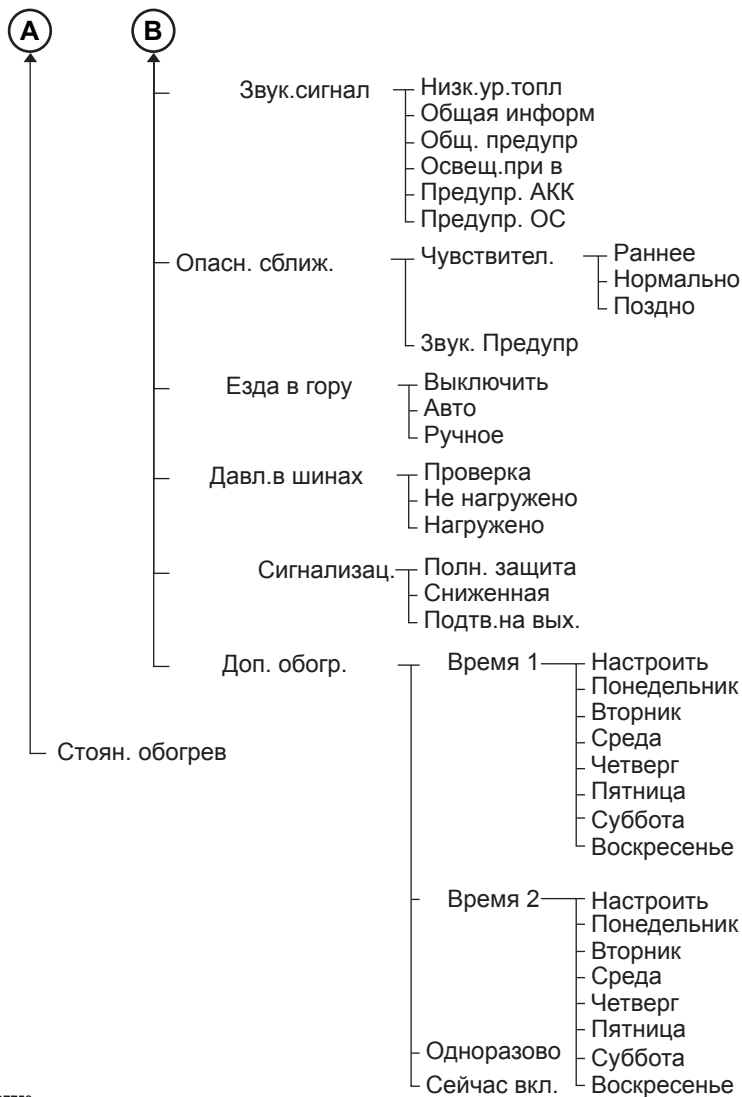 A
B
Звук.сигнал
Низк.ур.топл
Общая информ
Общ. предупр
Освещ.при в
Предупр. АКК
Предупр. ОС
Опасн. сближ.
Чувствител.
Раннее
Нормально
Поздно
Звук. Предупр
Езда в гору
Выключить
Авто
Ручное
Давл.в шинах
Проверка
Не нагружено
Нагружено
Сигнализац.
Полн. защита
Сниженная
Подтв.на вых.
Доп. обогр.
Время 1
Настроить
Понедельник
Вторник
Среда
Четверг
Пятница
Суббота
Воскресенье
Стоян. обогрев
Время 2
Настроить
Понедельник
Вторник
Среда
Четверг
Пятница
Суббота
Воскресенье
Одноразово
Сейчас вкл.